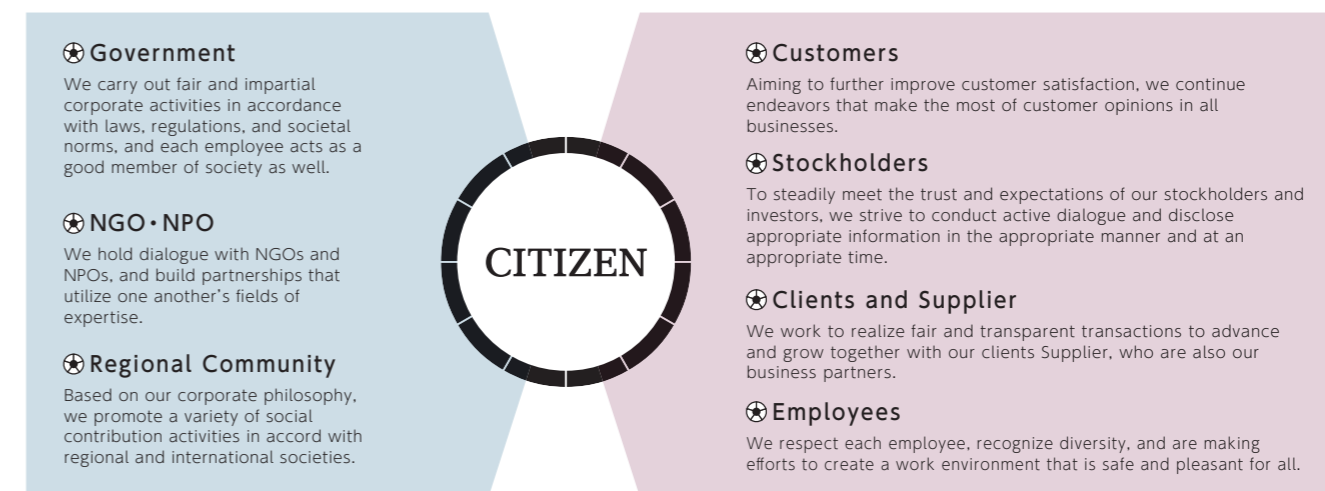 Government
We carry out fair and impartial
corporate activities in accordance
with laws, regulations, and societal
norms, and each employee acts as a
good member of society as well.
NGO・NPO
We hold dialogue with NGOs and
NPOs, and build partnerships that
utilize one another's fields of
expertise.
Regional Community
Based on our corporate philosophy,
we promote a variety of social
contribution activities in accord with
regional and international societies.
CITIZEN
Customers
Aiming to further improve customer satisfaction, we continue
endeavors that make the most of customer opinions in all
businesses.
Stockholders
To steadily meet the trust and expectations of our stockholders and
investors, we strive to conduct active dialogue and disclose
appropriate information in the appropriate manner and at an
appropriate time.
Clients and Supplier
We work to realize fair and transparent transactions to advance
and grow together with our clients Supplier, who are also our
business partners.
Employees
We respect each employee, recognize diversity, and are making
efforts to create a work environment that is safe and pleasant for all.